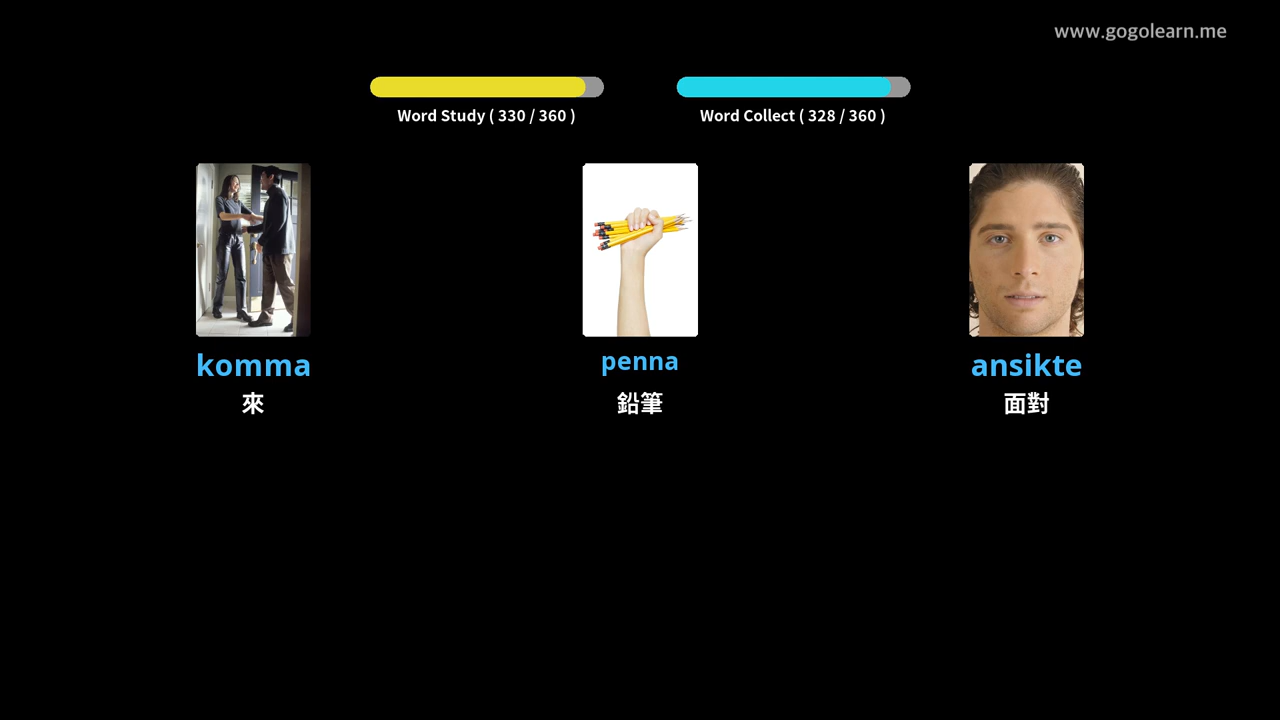 www.gogolearn.me
Word Study ( 330 / 360 )
Word Collect ( 328 / 360 )
komma
penna
ansikte
來
鉛筆
面對